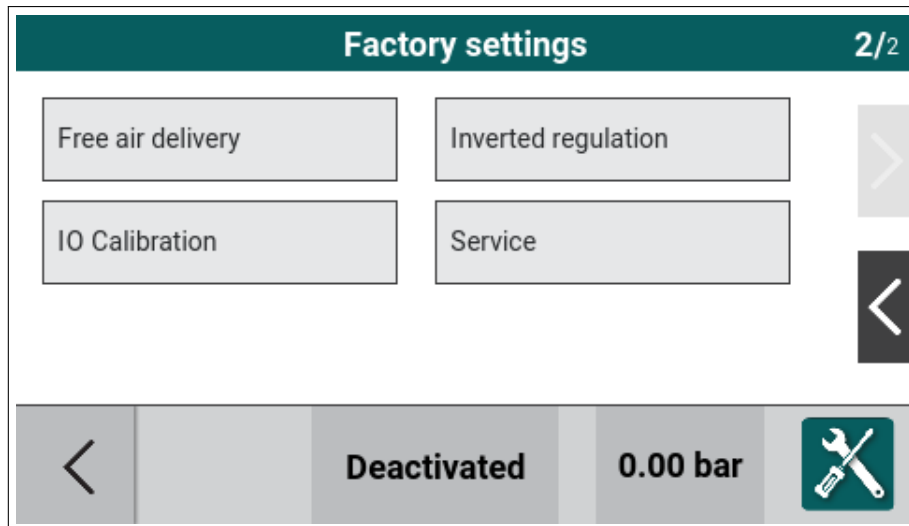 Factory settings 2/2
Free air delivery Inverted regulation
IO Calibration Service
Deactivated 0.00 bar